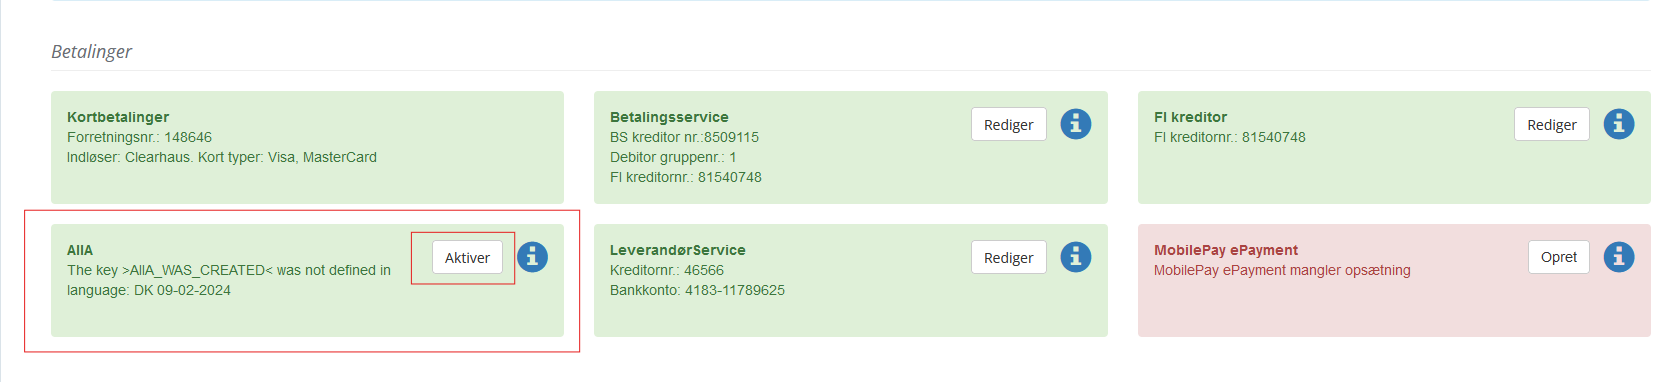 Betalinger
Kortbetalinger
Forretningsnr.: 148646
Indløser: Clearhaus. Kort typer: Visa, MasterCard
Betalingsservice
BS kreditor nr.:8509115
Debitor gruppenr.: 1
FI kreditornr.: 81540748
Rediger
FI kreditor
FI kreditornr.: 81540748
Rediger
AIIA
The key >AIIA_WAS_CREATED< was not defined in
language: DK 09-02-2024
Aktiver
LeverandørService
Kreditornr.: 46566
Bankkonto: 4183-11789625
Rediger
MobilePay ePayment
MobilePay ePayment mangler opsætning
Opret